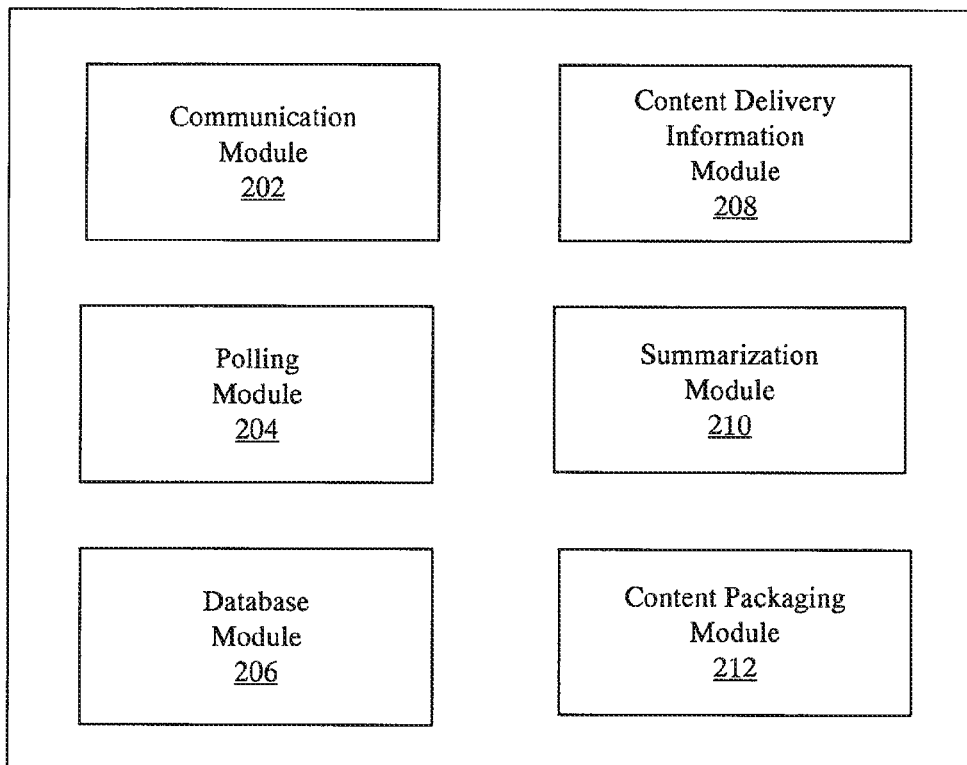 Communication
Module
202
Content Delivery
Information
Module
208
Polling
Module
204
Summarization
Module
210
Database
Module
206
Content Packaging
Module
212